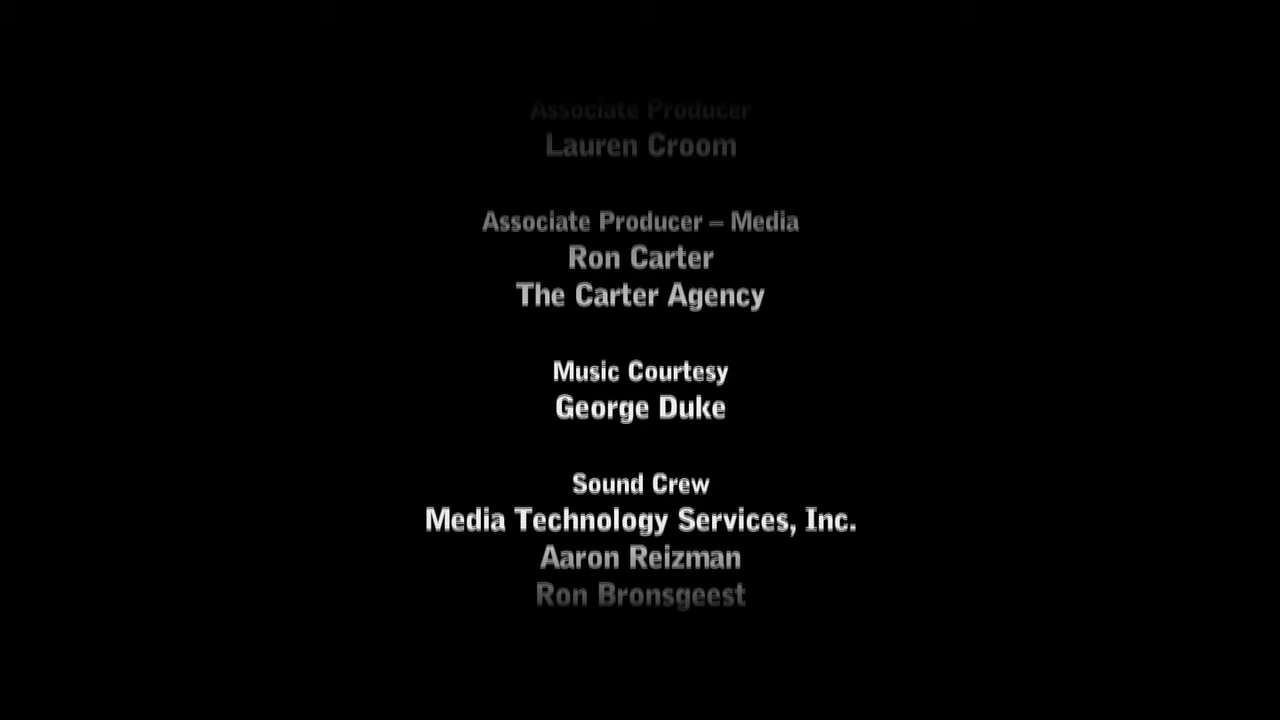 Associate Producer
Lauren Croom
Associate Producer – Media
Ron Carter
The Carter Agency
Music Courtesy
George Duke
Sound Crew
Media Technology Services, Inc.
Aaron Reizman
Ron Bronsgeest